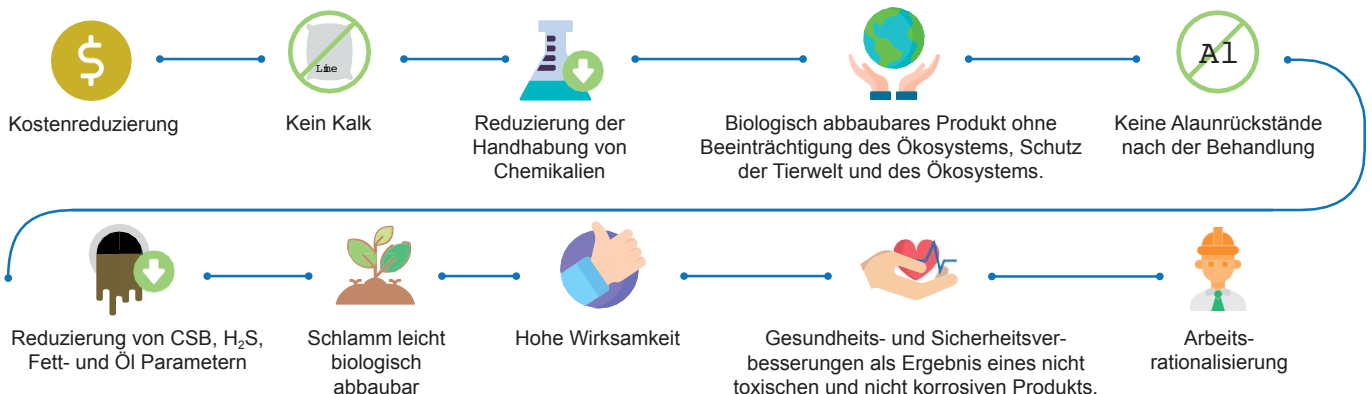 $
Kostenreduzierung
Line
Kein Kalk
Reduzierung der
Handhabung von
Chemikalien
Biologisch abbaubares Produkt ohne
Beeinträchtigung des Ökosystems, Schutz
der Tierwelt und des Ökosystems.
Al
Keine Alaunrückstände
nach der Behandlung
Reduzierung von CSB, H₂S,
Fett- und Öl Parametern
Schlamm leicht
biologisch
abbaubar
Hohe Wirksamkeit
Gesundheits- und Sicherheitsver-
besserungen als Ergebnis eines nicht
toxischen und nicht korrosiven Produkts.
Arbeits-
rationalisierung